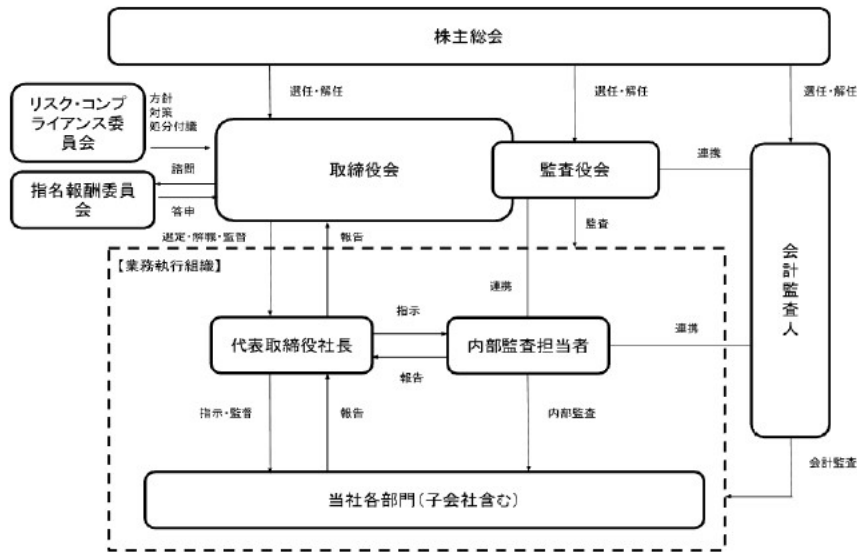 株主総会
選任・解任
選任・解任
選任・解任
リスク・コンプ
ライアンス委
員会
方針
対策
処分付議
取締役会
監査役会
連携
諮問
指名報酬委員
会
答申
選定・解職・監督
報告
監査
会計監査人
【業務執行組織】
連携
代表取締役社長
指示
報告
内部監査担当者
連携
指示・監督
報告
内部監査
会計監査
当社各部門(子会社含む)